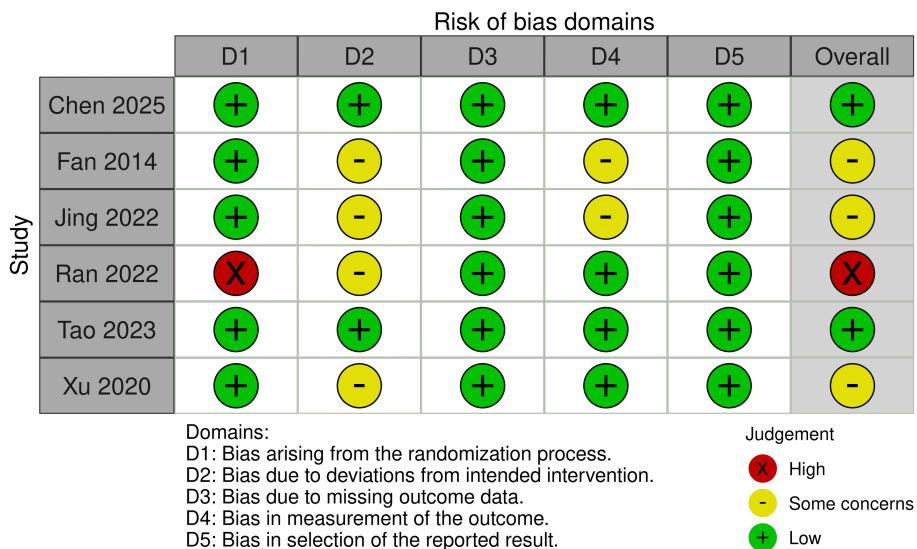 Risk of bias domains
D1 D2 D3 D4 D5 Overall
Study
Chen 2025 + + + + + +
Fan 2014 + - + - + -
Jing 2022 + - + - + -
Ran 2022 X - + + + X
Tao 2023 + + + + + +
Xu 2020 + - + + + -
Domains:
D1: Bias arising from the randomization process.
D2: Bias due to deviations from intended intervention.
D3: Bias due to missing outcome data.
D4: Bias in measurement of the outcome.
D5: Bias in selection of the reported result.
Judgement
X High
- Some concerns
+ Low